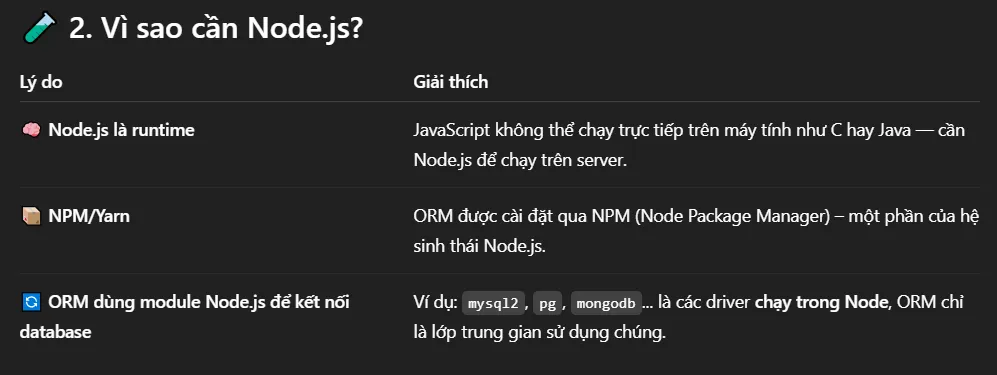 🧪 2. Vì sao cần Node.js?
Lý do Giải thích
🧠 Node.js là runtime
JavaScript không thể chạy trực tiếp trên máy tính như C hay Java — cần
Node.js để chạy trên server.
📦 NPM/Yarn
ORM được cài đặt qua NPM (Node Package Manager) – một phần của hệ
sinh thái Node.js.
🔄 ORM dùng module Node.js để kết nối
database
Ví dụ: mysql2, pg, mongodb... là các driver chạy trong Node, ORM chỉ
là lớp trung gian sử dụng chúng.